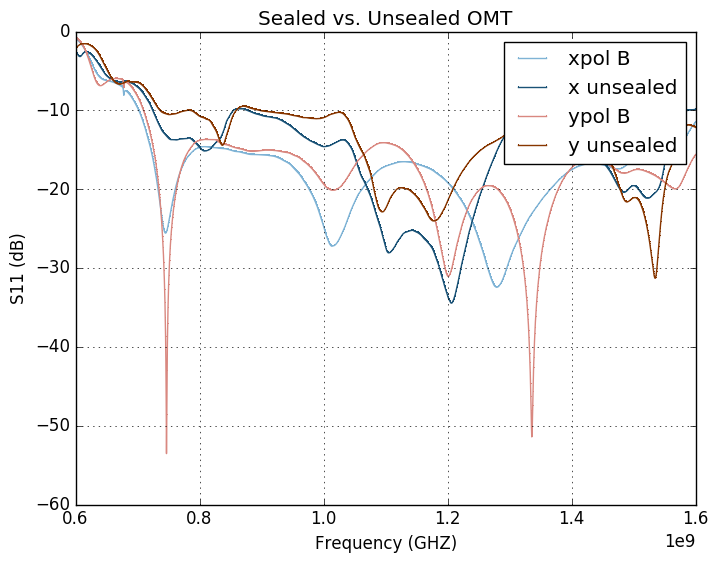 Sealed vs. Unsealed OMT
0
−10
−20
−30
−40
−50
−60
S11 (dB)
xpol B
x unsealed
ypol B
y unsealed
0.6 0.8 1.0 1.2 1.4 1.6
1e9
Frequency (GHZ)